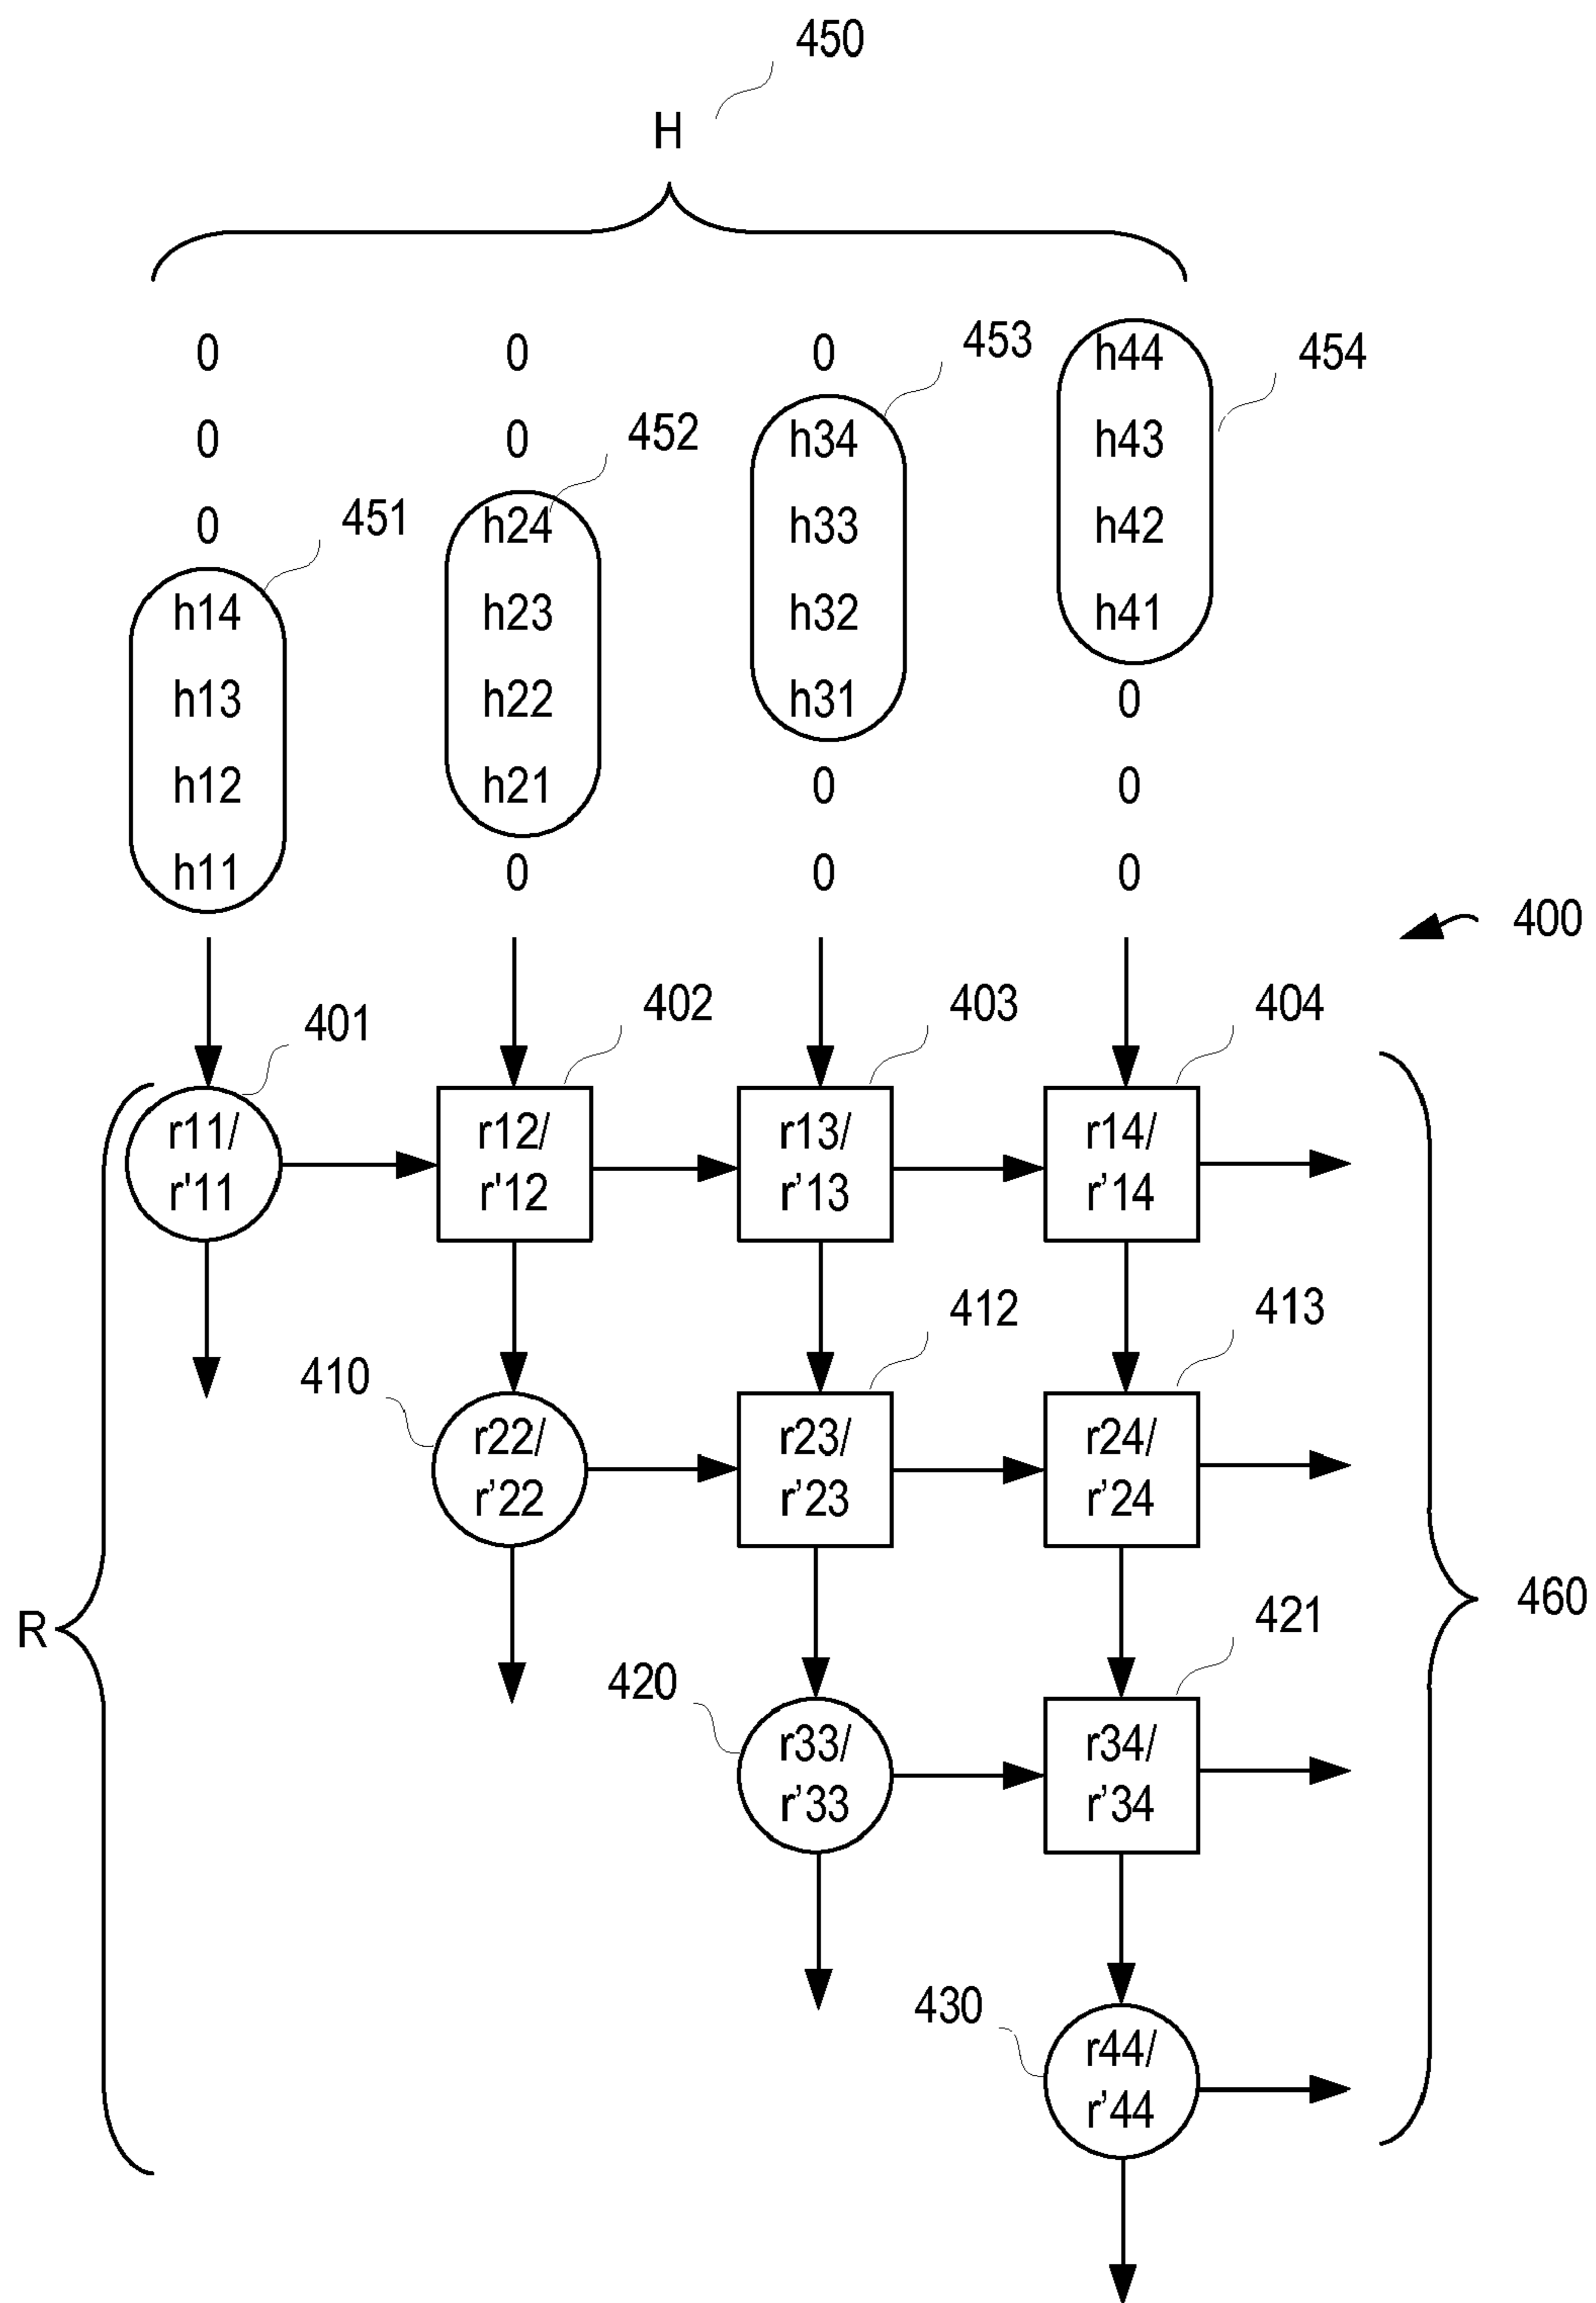 450
H
0 0 0 h44
453
454
0 0 h34 h43
452
0 h24 h33 h42
451
h14 h23 h32 h41
h13 h22 h31 0
h12 h21 0 0
h11 0 0 0
400
401 402 403 404
r11/ r12/ r13/ r14/
r'11 r'12 r’13 r’14
410 412 413
r22/ r23/ r24/
r’22 r’23 r’24
R
460
420 421
r33/ r34/
r’33 r’34
430
r44/
r’44